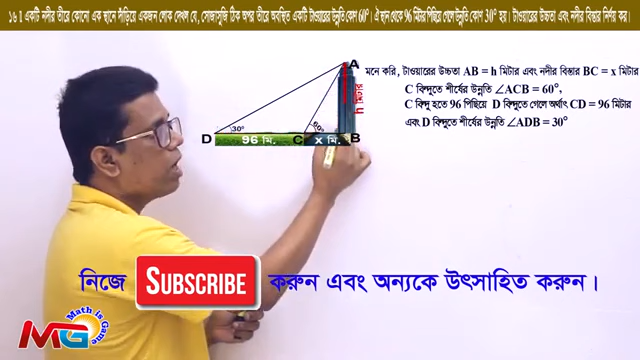 ১৬। একটি নদীর তীরে কোনো এক স্থানে দাঁড়িয়ে একজন লোক দেখল যে, সোজাসুজি ঠিক অপর তীরে অবস্থিত একটি টাওয়ারের উন্নতি কোণ 60°। ঐ স্থান থেকে 96 মিটার পিছিয়ে গেলে উন্নতি কোণ 30° হয়। টাওয়ারের উচ্চতা এবং নদীর বিস্তার নির্ণয় কর।
মনে করি, টাওয়ারের উচ্চতা AB = h মিটার এবং নদীর বিস্তার BC = x মিটার
C বিন্দুতে শীর্ষের উন্নতি ∠ACB = 60°,
C বিন্দু হতে 96 পিছিয়ে D বিন্দুতে গেলে অর্থাৎ CD = 96 মিটার
এবং D বিন্দুতে শীর্ষের উন্নতি ∠ADB = 30°
A
h মিটার
30°
60°
D
C
B
96 মি.
x মি.
নিজে SUBSCRIBE করুন এবং অন্যকে উৎসাহিত করুন।
Math is Game
MG